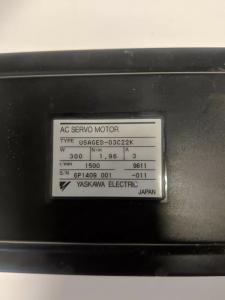 AC SERVO MOTOR
TYPE USAGED-03C22K
W 300 N·m 1,96 A 3
r/min 1500 9611
S/N 6P1409 001 -011
YASKAWA ELECTRIC
JAPAN